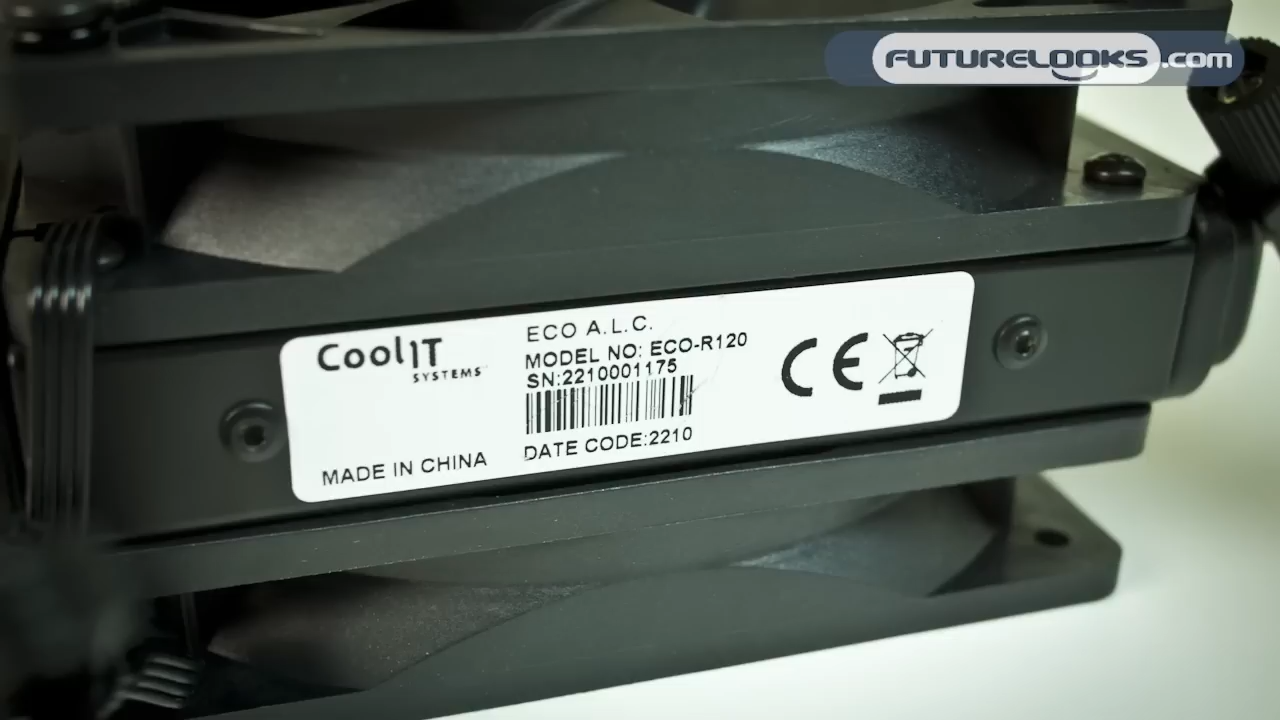 FUTURELOOKS.com
CoolIT
SYSTEMS
MADE IN CHINA
ECO A.L.C.
MODEL NO: ECO-R120
SN:2210001175
DATE CODE:2210
CE